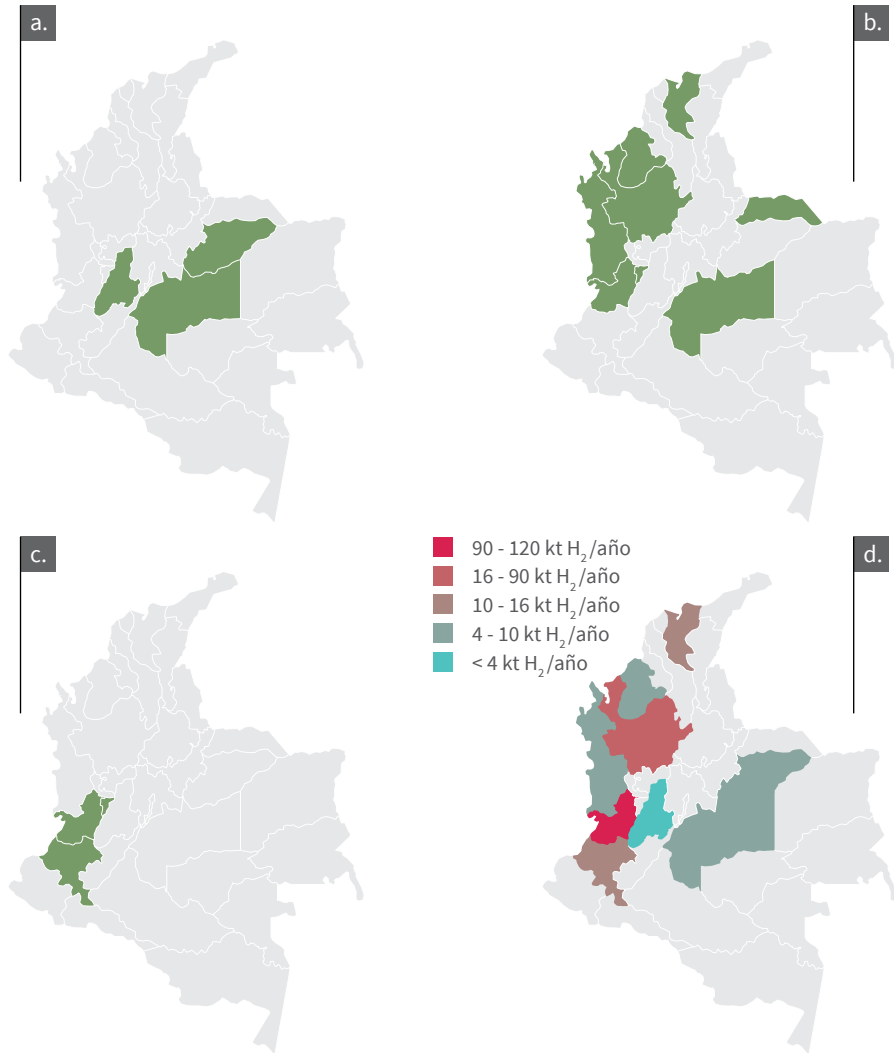 a.
b.
c.
d.
90 - 120 kt H₂/año
16 - 90 kt H₂/año
10 - 16 kt H₂/año
4 - 10 kt H₂/año
< 4 kt H₂/año